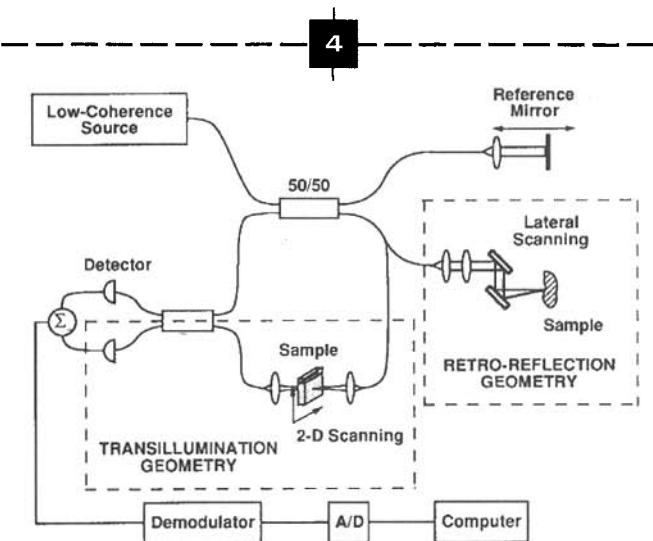 4
Low-Coherence
Source
Reference
Mirror
50/50
Lateral
Scanning
Detector
Σ
Sample
Sample
RETRO-REFLECTION
GEOMETRY
2-D Scanning
TRANSILLUMINATION
GEOMETRY
Demodulator
A/D
Computer